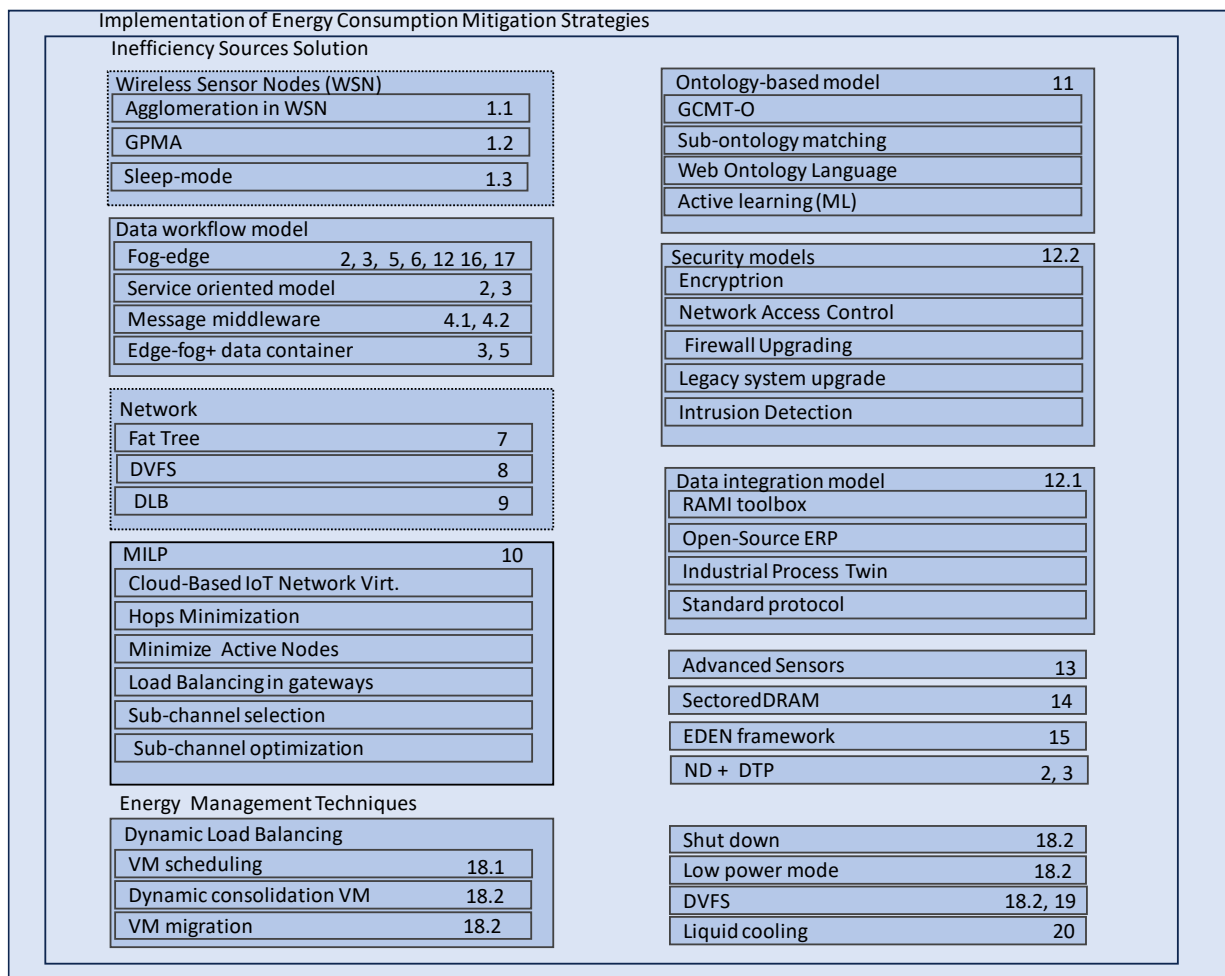 Implementation of Energy Consumption Mitigation Strategies
Inefficiency Sources Solution
Wireless Sensor Nodes (WSN)
Agglomeration in WSN 1.1
GPMA 1.2
Sleep-mode 1.3
Data workflow model
Fog-edge 2, 3, 5, 6, 12 16, 17
Service oriented model 2, 3
Message middleware 4.1, 4.2
Edge-fog+ data container 3, 5
Network
Fat Tree 7
DVFS 8
DLB 9
MILP 10
Cloud-Based IoT Network Virt.
Hops Minimization
Minimize Active Nodes
Load Balancing in gateways
Sub-channel selection
Sub-channel optimization
Energy Management Techniques
Dynamic Load Balancing
VM scheduling 18.1
Dynamic consolidation VM 18.2
VM migration 18.2
Ontology-based model 11
GCMT-O
Sub-ontology matching
Web Ontology Language
Active learning (ML)
Security models 12.2
Encryptrion
Network Access Control
Firewall Upgrading
Legacy system upgrade
Intrusion Detection
Data integration model 12.1
RAMI toolbox
Open-Source ERP
Industrial Process Twin
Standard protocol
Advanced Sensors 13
SectoredDRAM 14
EDEN framework 15
ND + DTP 2, 3
Shut down 18.2
Low power mode 18.2
DVFS 18.2, 19
Liquid cooling 20